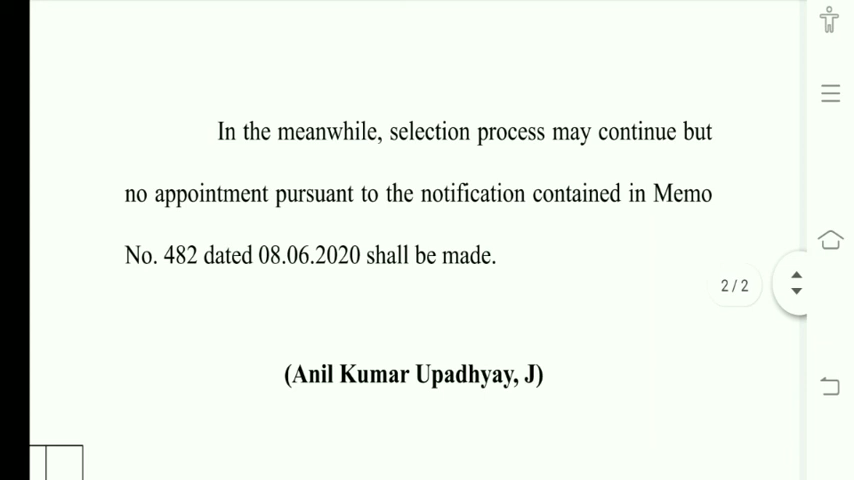 In the meanwhile, selection process may continue but
no appointment pursuant to the notification contained in Memo
No. 482 dated 08.06.2020 shall be made.
2 / 2
(Anil Kumar Upadhyay, J)